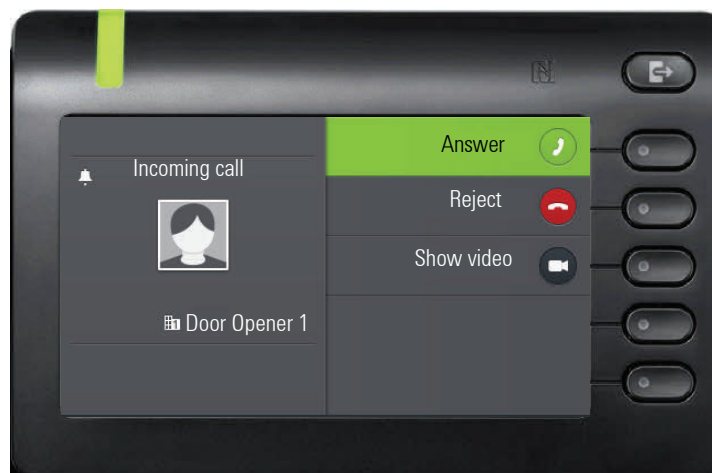 Incoming call
Door Opener 1
Answer
Reject
Show video